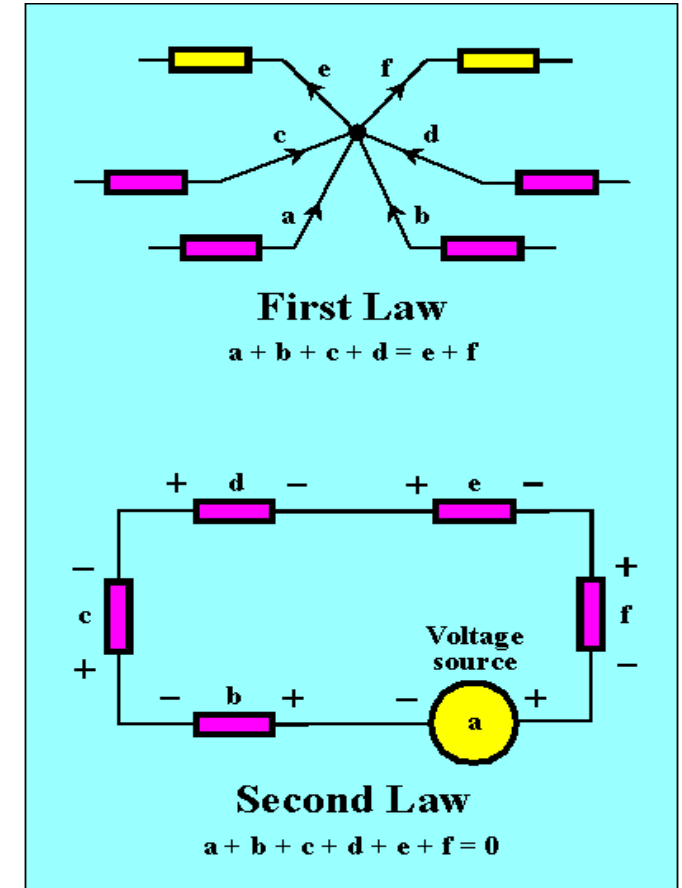 e f
c d
a b
First Law
a + b + c + d = e + f
+ d − + e −
− +
c f
+ −
Voltage
source
− b + − a +
Second Law
a + b + c + d + e + f = 0